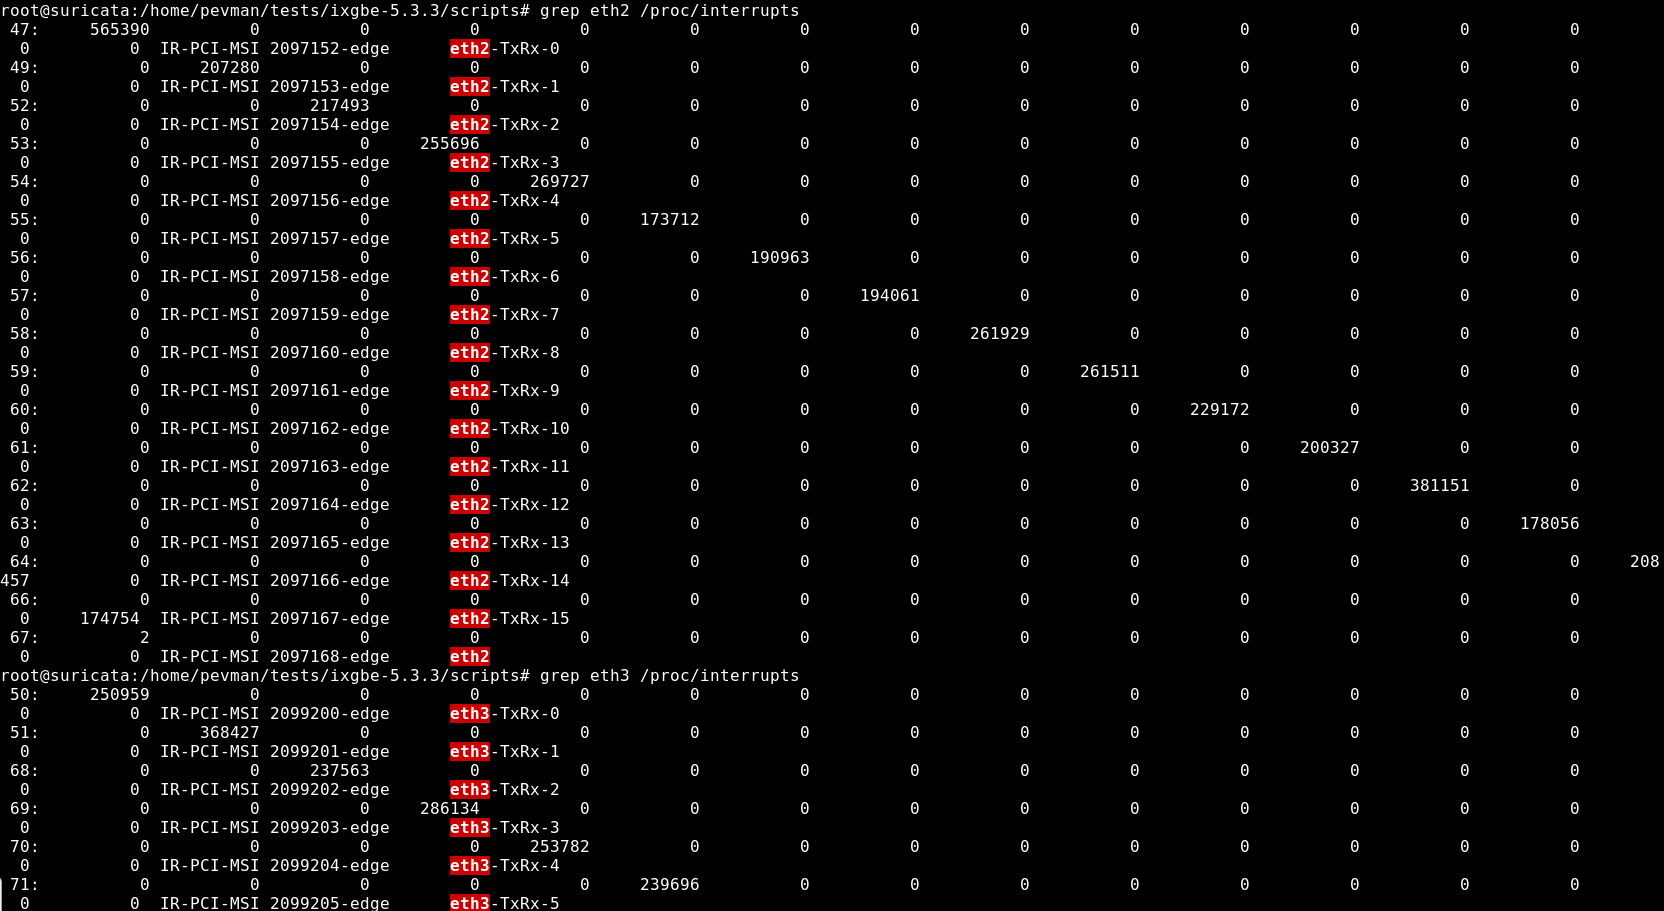 root@suricata:/home/pevman/tests/ixgbe-5.3.3/scripts# grep eth2 /proc/interrupts
 47:     565390          0          0          0          0          0          0          0          0          0          0          0          0          0
  0          0  IR-PCI-MSI 2097152-edge      eth2-TxRx-0
 49:          0     207280          0          0          0          0          0          0          0          0          0          0          0          0
  0          0  IR-PCI-MSI 2097153-edge      eth2-TxRx-1
 52:          0          0     217493          0          0          0          0          0          0          0          0          0          0          0
  0          0  IR-PCI-MSI 2097154-edge      eth2-TxRx-2
 53:          0          0          0     255696          0          0          0          0          0          0          0          0          0          0
  0          0  IR-PCI-MSI 2097155-edge      eth2-TxRx-3
 54:          0          0          0          0     269727          0          0          0          0          0          0          0          0          0
  0          0  IR-PCI-MSI 2097156-edge      eth2-TxRx-4
 55:          0          0          0          0          0     173712          0          0          0          0          0          0          0          0
  0          0  IR-PCI-MSI 2097157-edge      eth2-TxRx-5
 56:          0          0          0          0          0          0     190963          0          0          0          0          0          0          0
  0          0  IR-PCI-MSI 2097158-edge      eth2-TxRx-6
 57:          0          0          0          0          0          0          0     194061          0          0          0          0          0          0
  0          0  IR-PCI-MSI 2097159-edge      eth2-TxRx-7
 58:          0          0          0          0          0          0          0          0     261929          0          0          0          0          0
  0          0  IR-PCI-MSI 2097160-edge      eth2-TxRx-8
 59:          0          0          0          0          0          0          0          0          0     261511          0          0          0          0
  0          0  IR-PCI-MSI 2097161-edge      eth2-TxRx-9
 60:          0          0          0          0          0          0          0          0          0          0     229172          0          0          0
  0          0  IR-PCI-MSI 2097162-edge      eth2-TxRx-10
 61:          0          0          0          0          0          0          0          0          0          0          0     200327          0          0
  0          0  IR-PCI-MSI 2097163-edge      eth2-TxRx-11
 62:          0          0          0          0          0          0          0          0          0          0          0          0     381151          0
  0          0  IR-PCI-MSI 2097164-edge      eth2-TxRx-12
 63:          0          0          0          0          0          0          0          0          0          0          0          0          0     178056
  0          0  IR-PCI-MSI 2097165-edge      eth2-TxRx-13
 64:          0          0          0          0          0          0          0          0          0          0          0          0          0          0     208
457          0  IR-PCI-MSI 2097166-edge      eth2-TxRx-14
 66:          0          0          0          0          0          0          0          0          0          0          0          0          0          0
  0     174754  IR-PCI-MSI 2097167-edge      eth2-TxRx-15
 67:          2          0          0          0          0          0          0          0          0          0          0          0          0          0
  0          0  IR-PCI-MSI 2097168-edge      eth2
root@suricata:/home/pevman/tests/ixgbe-5.3.3/scripts# grep eth3 /proc/interrupts
 50:     250959          0          0          0          0          0          0          0          0          0          0          0          0          0
  0          0  IR-PCI-MSI 2099200-edge      eth3-TxRx-0
 51:          0     368427          0          0          0          0          0          0          0          0          0          0          0          0
  0          0  IR-PCI-MSI 2099201-edge      eth3-TxRx-1
 68:          0          0     237563          0          0          0          0          0          0          0          0          0          0          0
  0          0  IR-PCI-MSI 2099202-edge      eth3-TxRx-2
 69:          0          0          0     286134          0          0          0          0          0          0          0          0          0          0
  0          0  IR-PCI-MSI 2099203-edge      eth3-TxRx-3
 70:          0          0          0          0     253782          0          0          0          0          0          0          0          0          0
  0          0  IR-PCI-MSI 2099204-edge      eth3-TxRx-4
 71:          0          0          0          0          0     239696          0          0          0          0          0          0          0          0
  0          0  IR-PCI-MSI 2099205-edge      eth3-TxRx-5